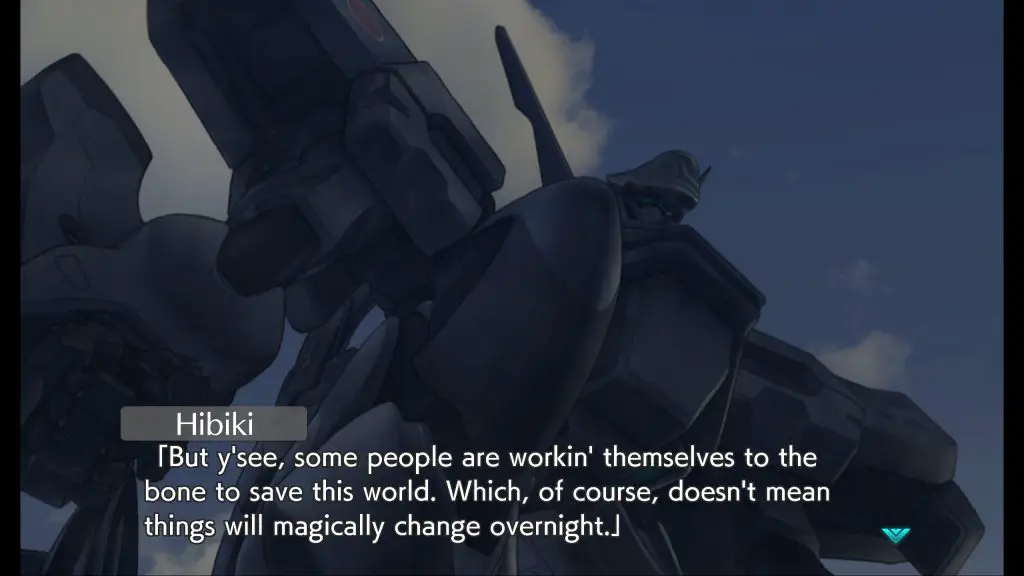 Hibiki
「But y'see, some people are workin' themselves to the
bone to save this world. Which, of course, doesn't mean
things will magically change overnight.」